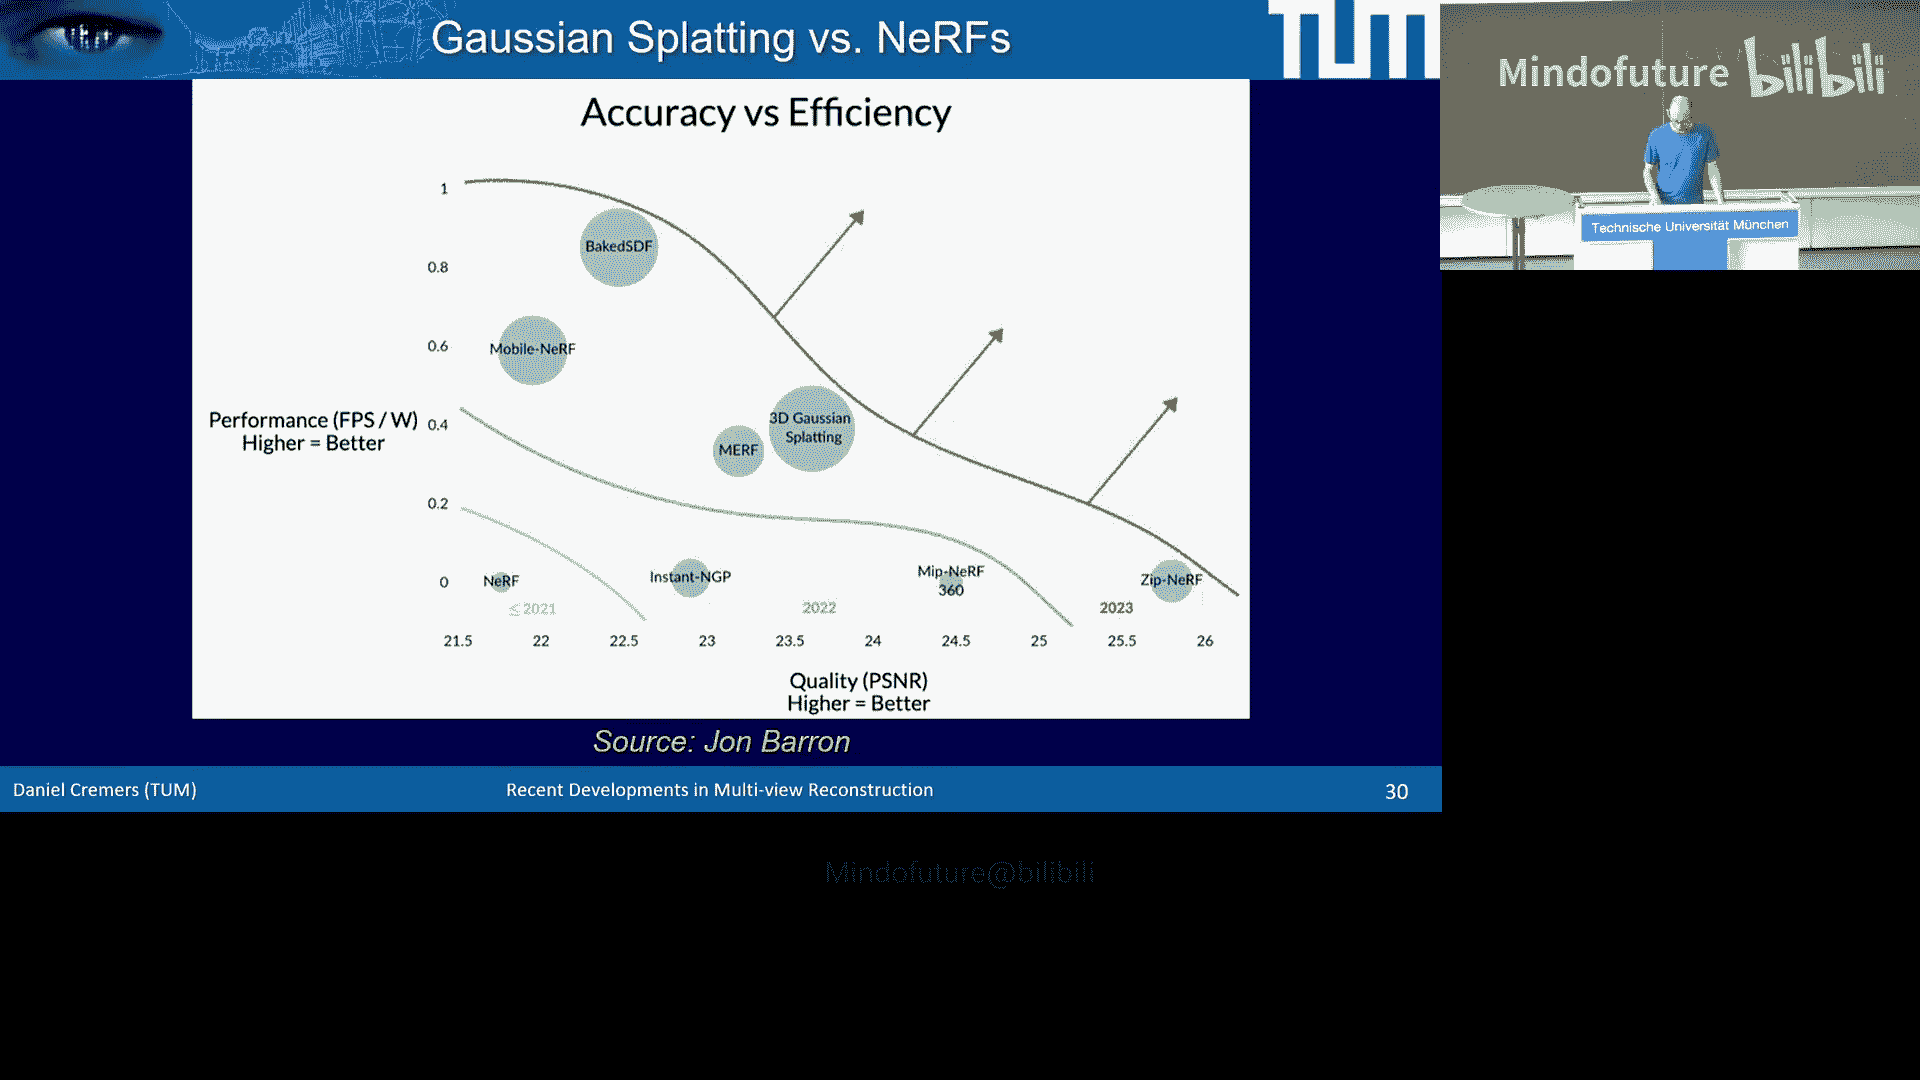 Gaussian Splatting vs. NeRFs
TUM
Mindofuture bilibili
Technische Universität München
Accuracy vs Efficiency
1
0.8
0.6
0.4
0.2
0
Performance (FPS / W)
Higher = Better
BakedSDF
Mobile-NeRF
3D Gaussian
Splatting
MERF
NeRF
Instant-NGP
Mip-NeRF
360
Zip-NeRF
≤ 2021
2022
2023
21.5 22 22.5 23 23.5 24 24.5 25 25.5 26
Quality (PSNR)
Higher = Better
Source: Jon Barron
Daniel Cremers (TUM) Recent Developments in Multi-view Reconstruction 30
Mindofuture@bilibili